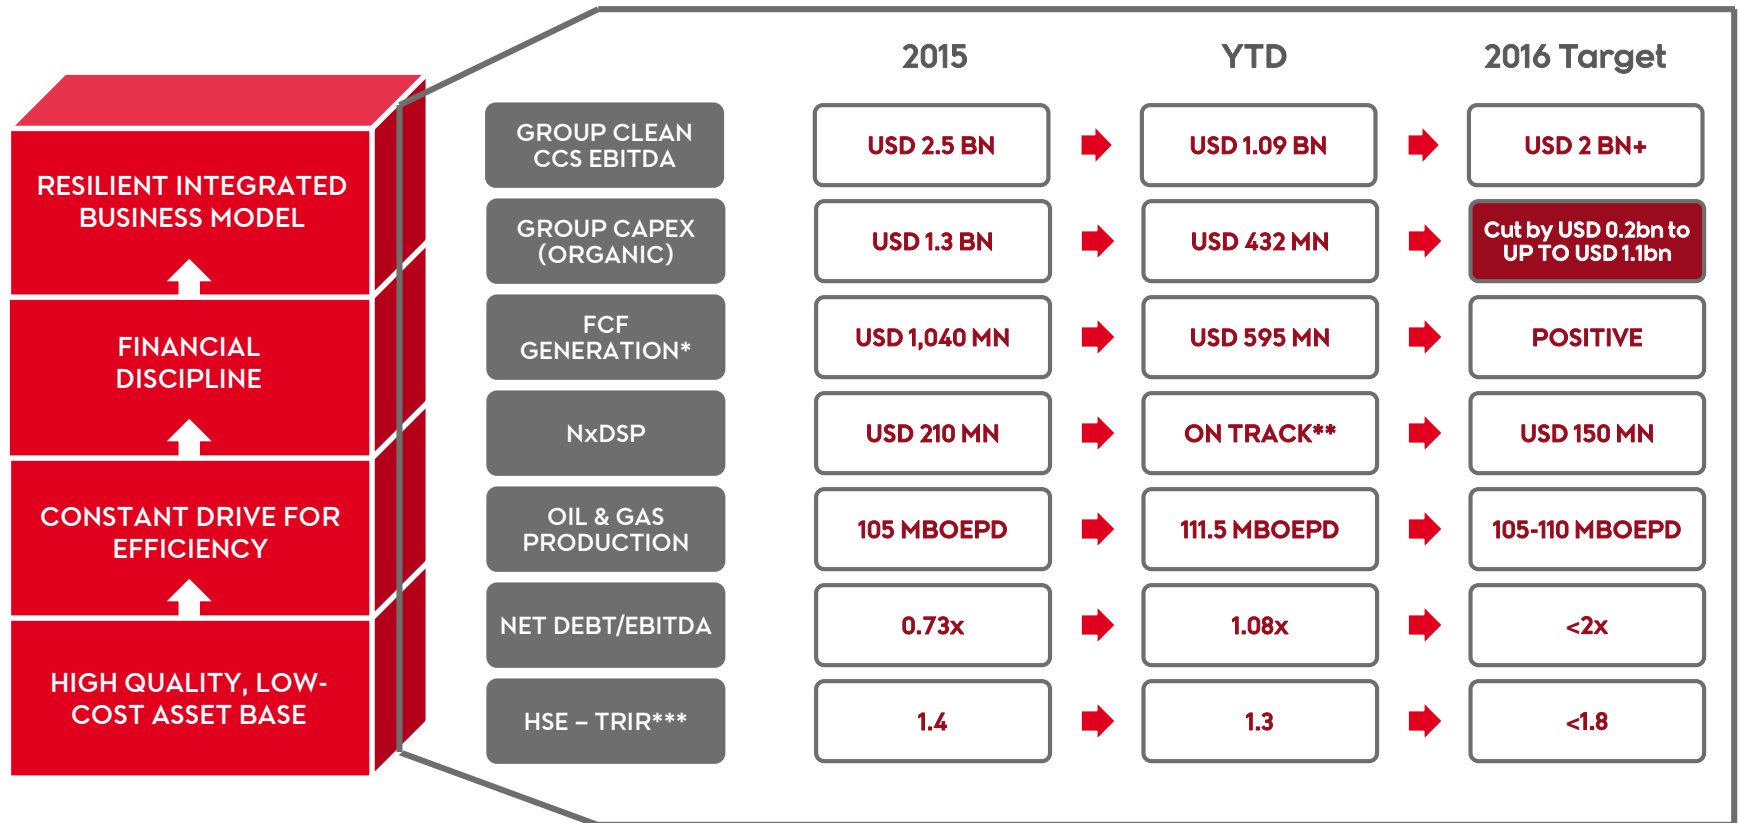 RESILIENT INTEGRATED
BUSINESS MODEL
FINANCIAL
DISCIPLINE
CONSTANT DRIVE FOR
EFFICIENCY
HIGH QUALITY, LOW-
COST ASSET BASE
2015
YTD
2016 Target
GROUP CLEAN
CCS EBITDA
USD 2.5 BN
USD 1.09 BN
USD 2 BN+
GROUP CAPEX
(ORGANIC)
USD 1.3 BN
USD 432 MN
Cut by USD 0.2bn to
UP TO USD 1.1bn
FCF
GENERATION*
USD 1,040 MN
USD 595 MN
POSITIVE
NxDSP
USD 210 MN
ON TRACK**
USD 150 MN
OIL & GAS
PRODUCTION
105 MBOEPD
111.5 MBOEPD
105-110 MBOEPD
NET DEBT/EBITDA
0.73x
1.08x
<2x
HSE – TRIR***
1.4
1.3
<1.8